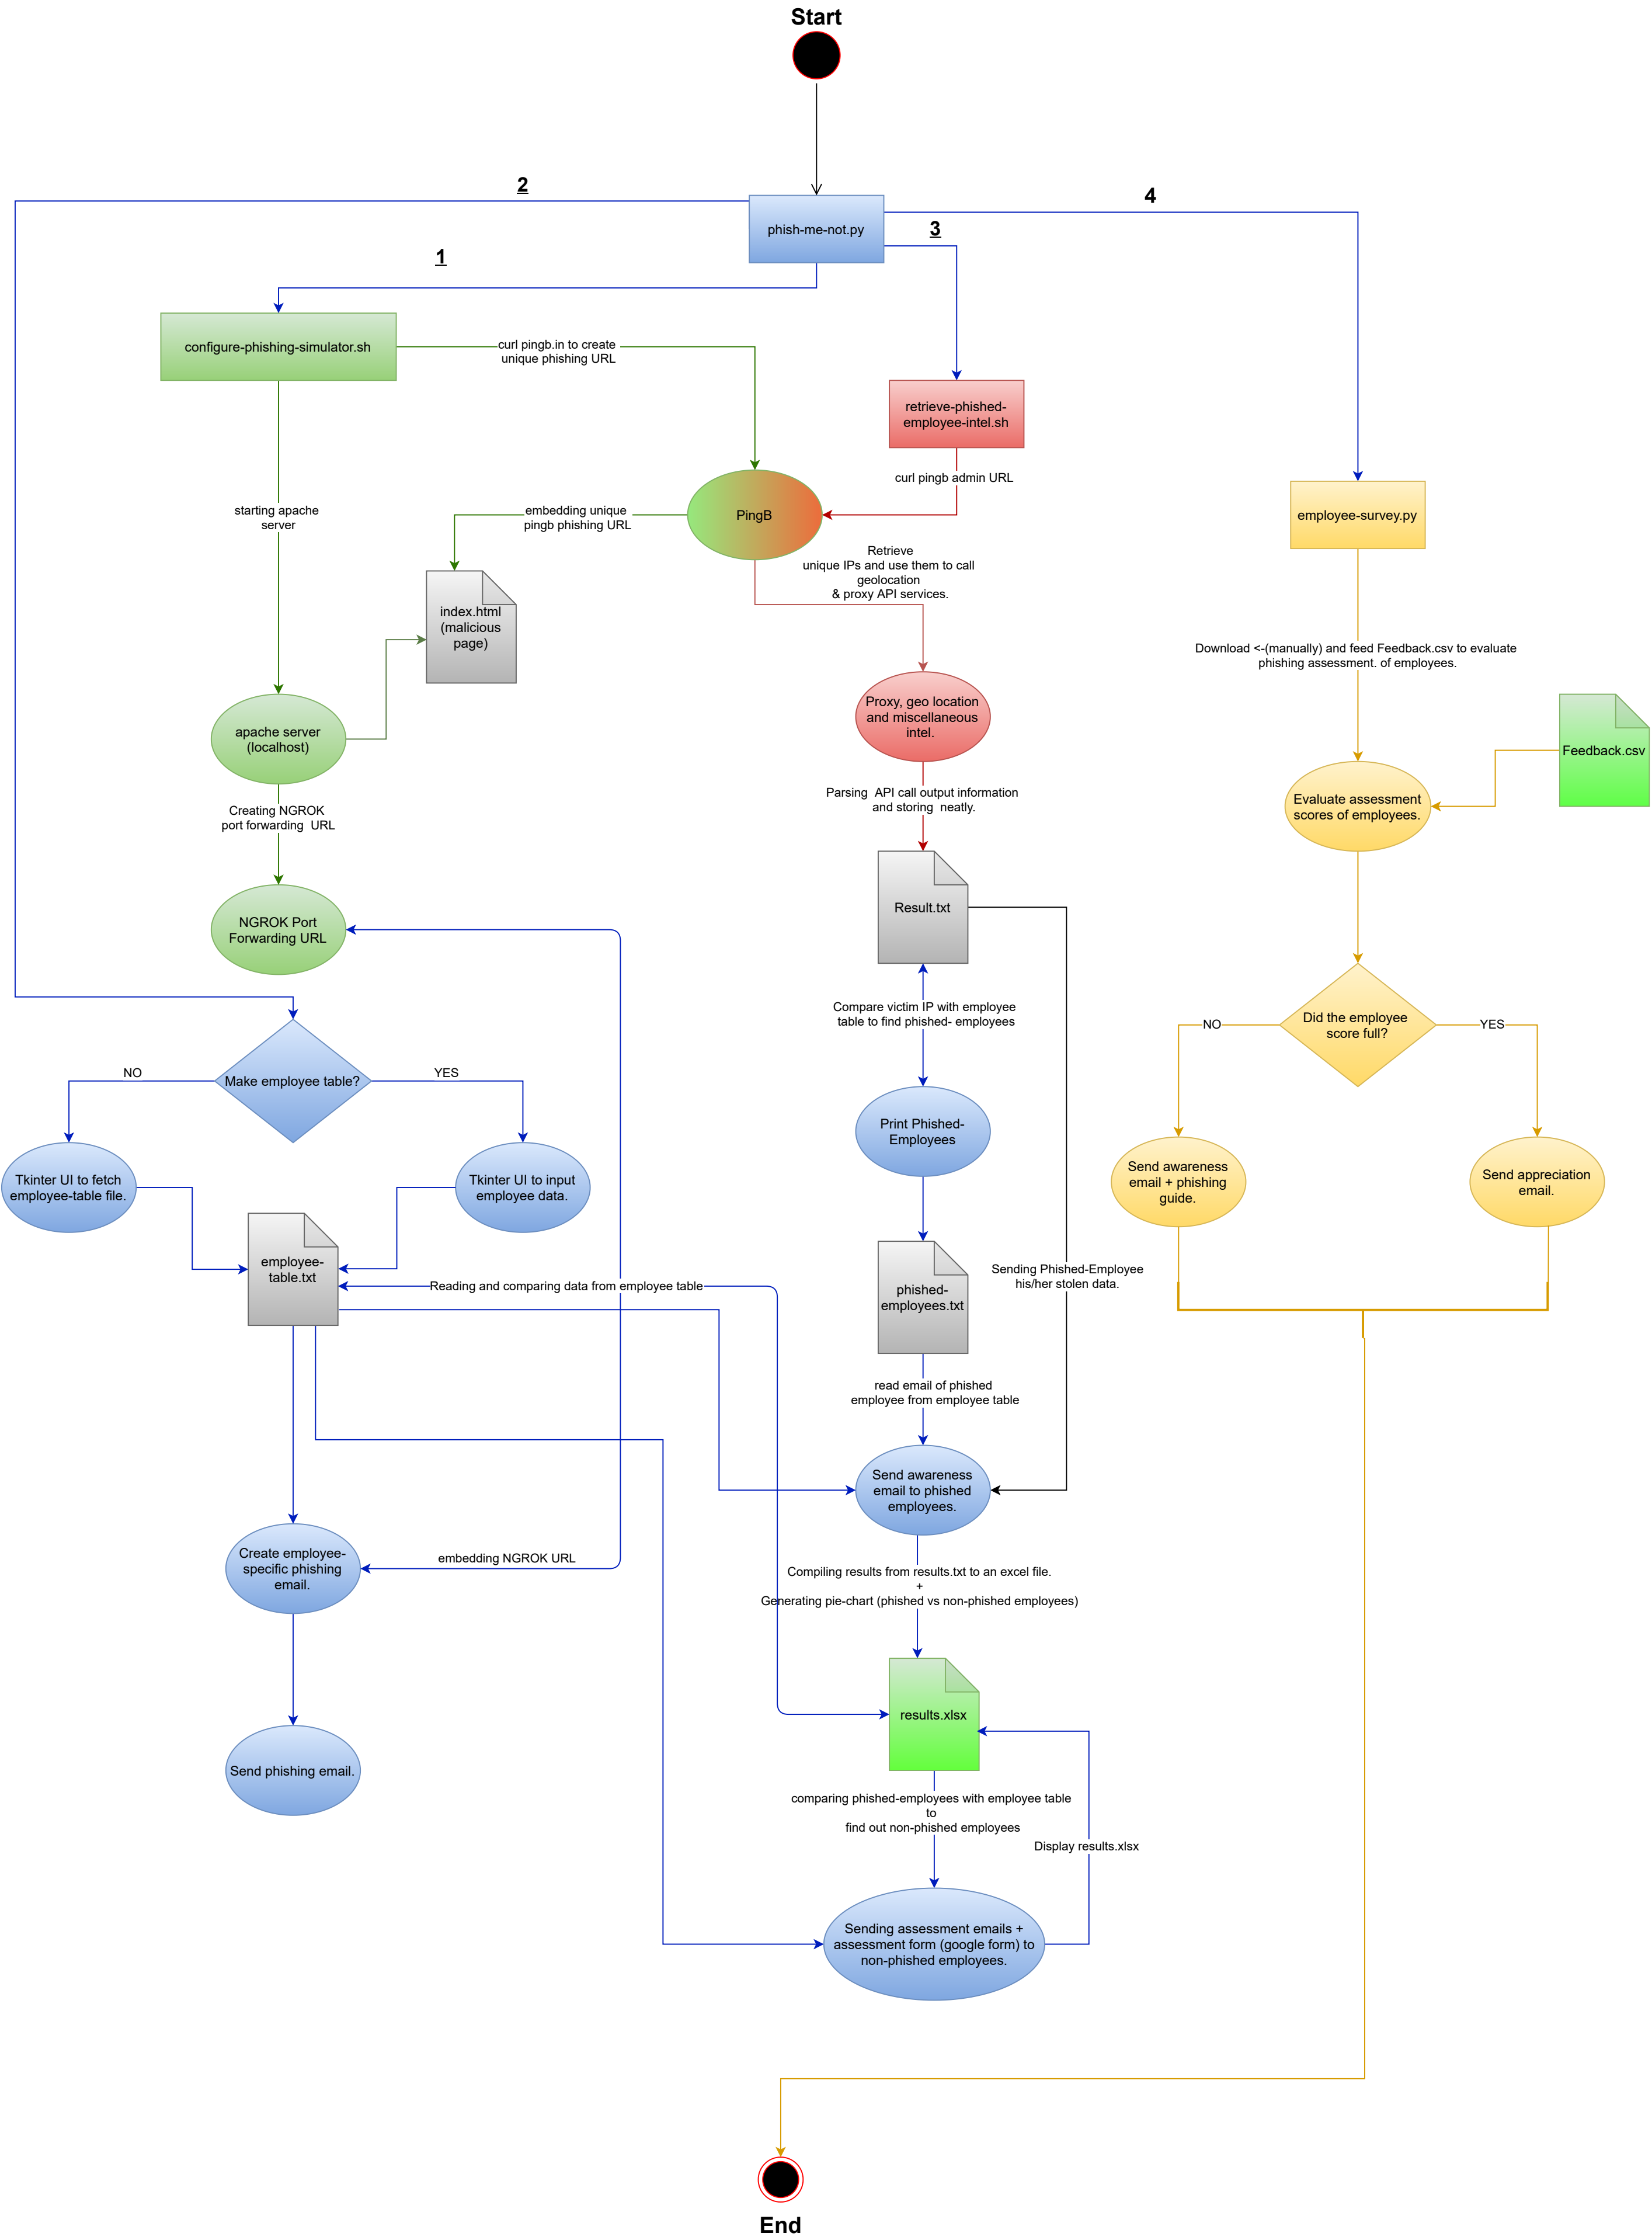 Start
2
4
phish-me-not.py
3
1
configure-phishing-simulator.sh
curl pingb.in to create
unique phishing URL
retrieve-phished-
employee-intel.sh
curl pingb admin URL
starting apache
server
embedding unique
pingb phishing URL
PingB
employee-survey.py
Retrieve
unique IPs and use them to call
geolocation
& proxy API services.
index.html
(malicious
page)
Download <-(manually) and feed Feedback.csv to evaluate
phishing assessment. of employees.
apache server
(localhost)
Proxy, geo location
and miscellaneous
intel.
Feedback.csv
Creating NGROK
port forwarding URL
Parsing API call output information
and storing neatly.
Evaluate assessment
scores of employees.
NGROK Port
Forwarding URL
Result.txt
Compare victim IP with employee
table to find phished- employees
NO
Did the employee
score full?
YES
NO
Make employee table?
YES
Print Phished-
Employees
Tkinter UI to fetch
employee-table file.
Tkinter UI to input
employee data.
Send awareness
email + phishing
guide.
Send appreciation
email.
employee-
table.txt
Reading and comparing data from employee table
phished-
employees.txt
Sending Phished-Employee
his/her stolen data.
read email of phished
employee from employee table
Send awareness
email to phished
employees.
Create employee-
specific phishing
email.
embedding NGROK URL
Compiling results from results.txt to an excel file.
+
Generating pie-chart (phished vs non-phished employees)
results.xlsx
Send phishing email.
comparing phished-employees with employee table
to
find out non-phished employees
Display results.xlsx
Sending assessment emails +
assessment form (google form) to
non-phished employees.
End